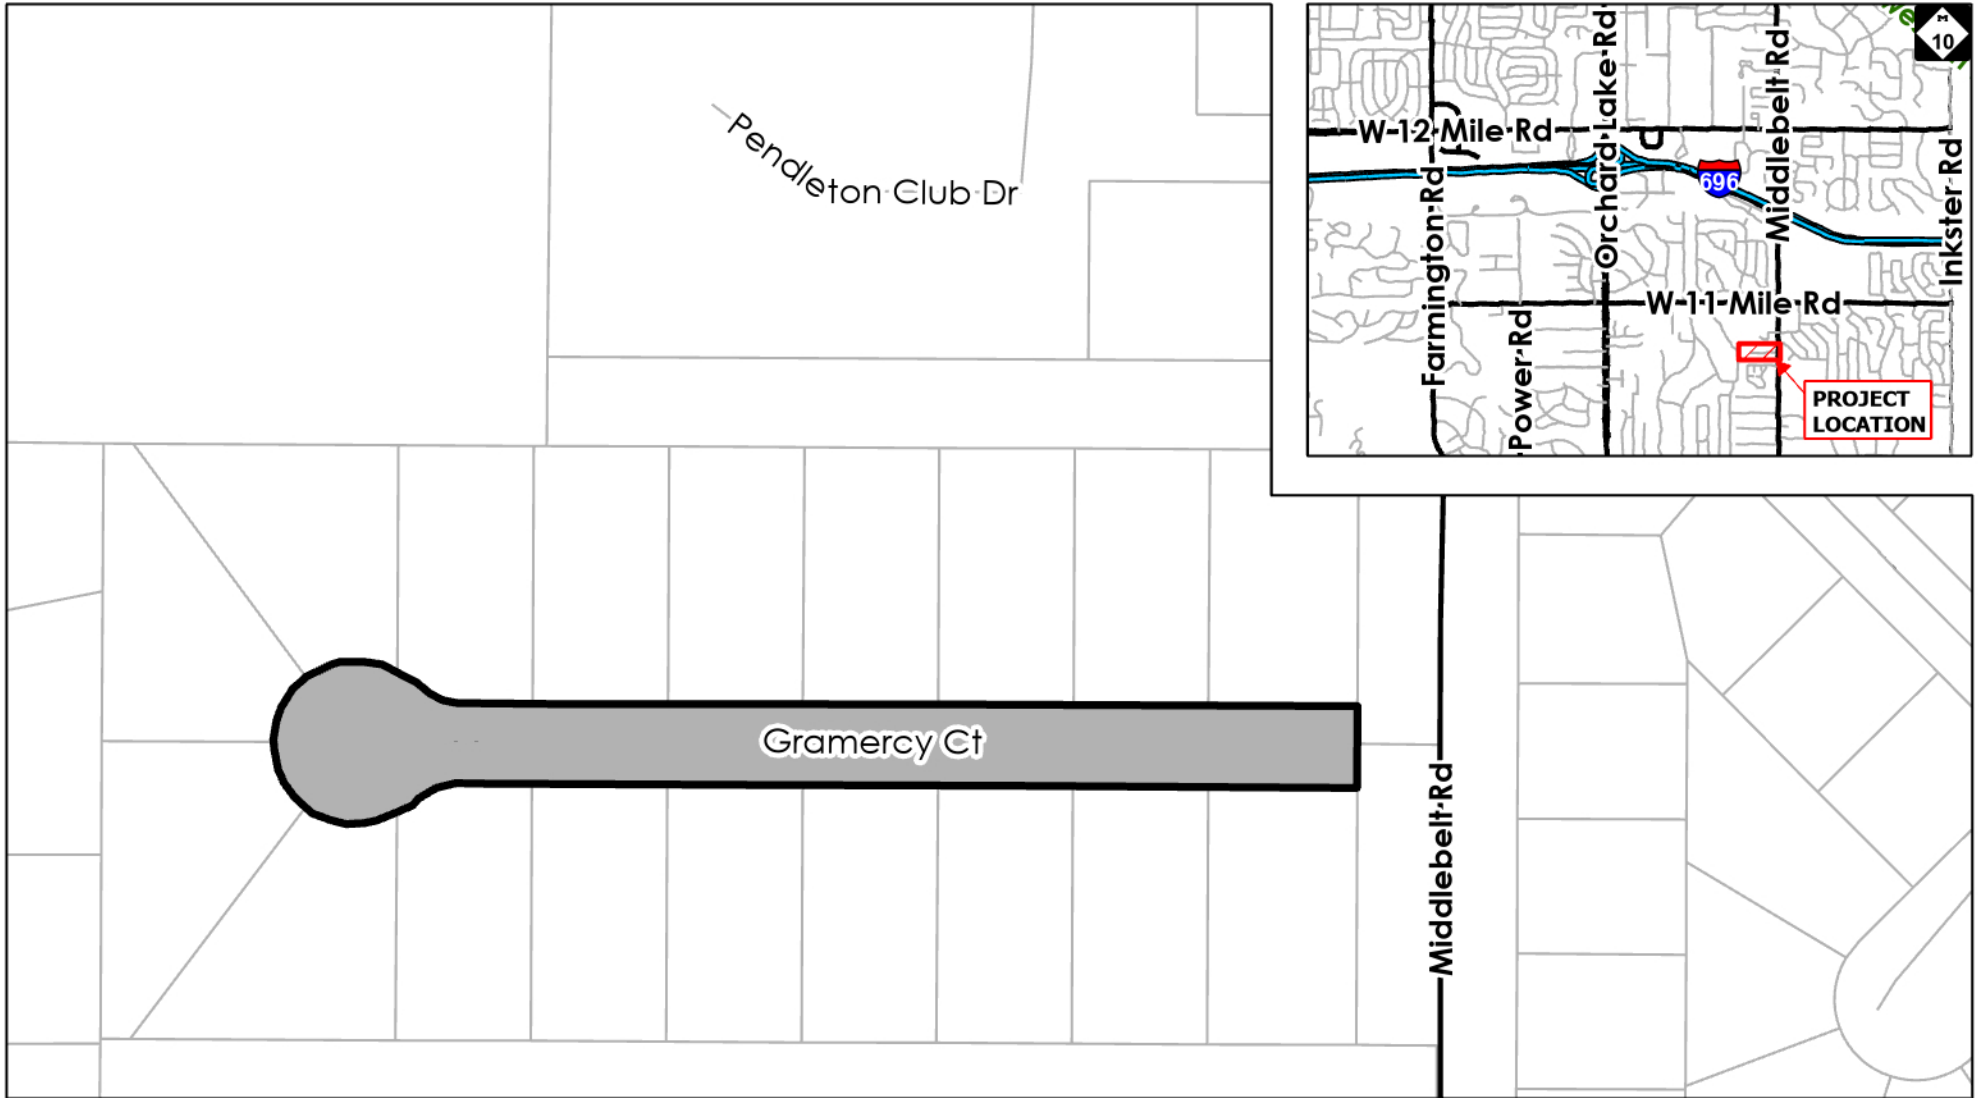 Pendleton Club Dr
Gramercy Ct
Middlebelt Rd
W 12 Mile Rd
Farmington Rd
Orchard Lake Rd
Middlebelt Rd
M
10
696
Inkster Rd
W 11 Mile Rd
Power Rd
PROJECT
LOCATION